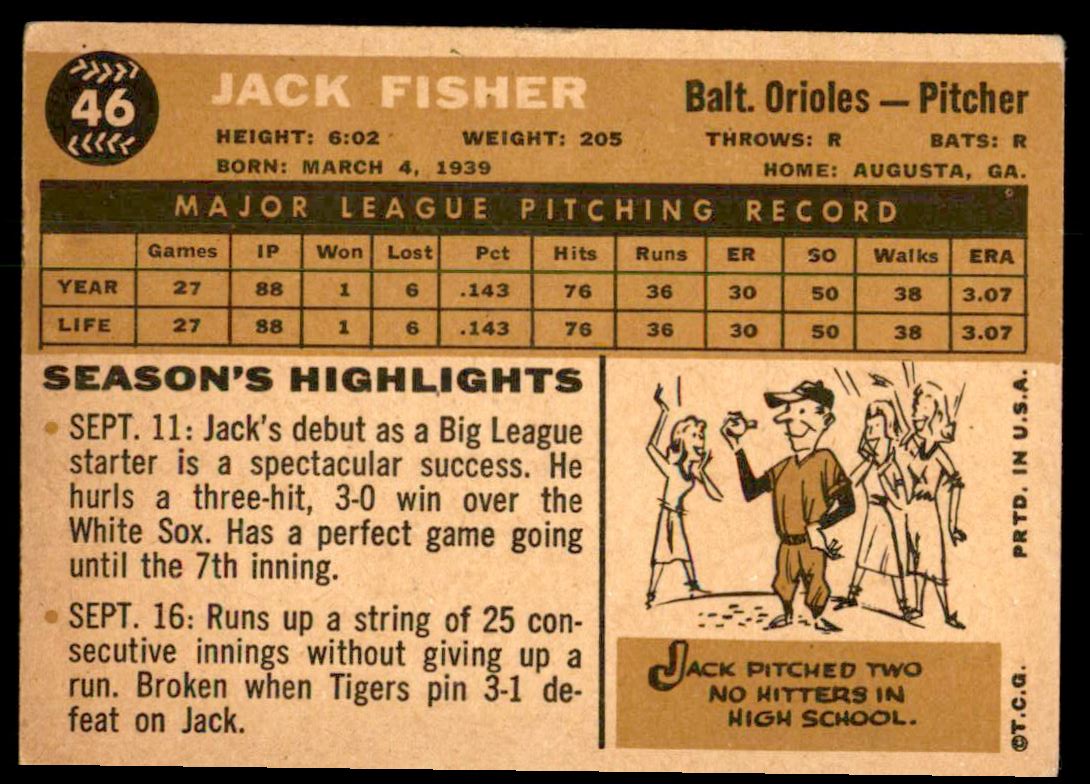 46
JACK FISHER
Balt. Orioles — Pitcher
HEIGHT: 6:02 WEIGHT: 205 THROWS: R BATS: R
BORN: MARCH 4, 1939 HOME: AUGUSTA, GA.
MAJOR LEAGUE PITCHING RECORD
Games IP Won Lost Pct Hits Runs ER SO Walks ERA
YEAR 27 88 1 6 .143 76 36 30 50 38 3.07
LIFE 27 88 1 6 .143 76 36 30 50 38 3.07
SEASON'S HIGHLIGHTS
• SEPT. 11: Jack's debut as a Big League
starter is a spectacular success. He
hurls a three-hit, 3-0 win over the
White Sox. Has a perfect game going
until the 7th inning.
• SEPT. 16: Runs up a string of 25 con-
secutive innings without giving up a
run. Broken when Tigers pin 3-1 de-
feat on Jack.
JACK PITCHED TWO
NO HITTERS IN
HIGH SCHOOL.
©T.C.G. PRTD. IN U.S.A.